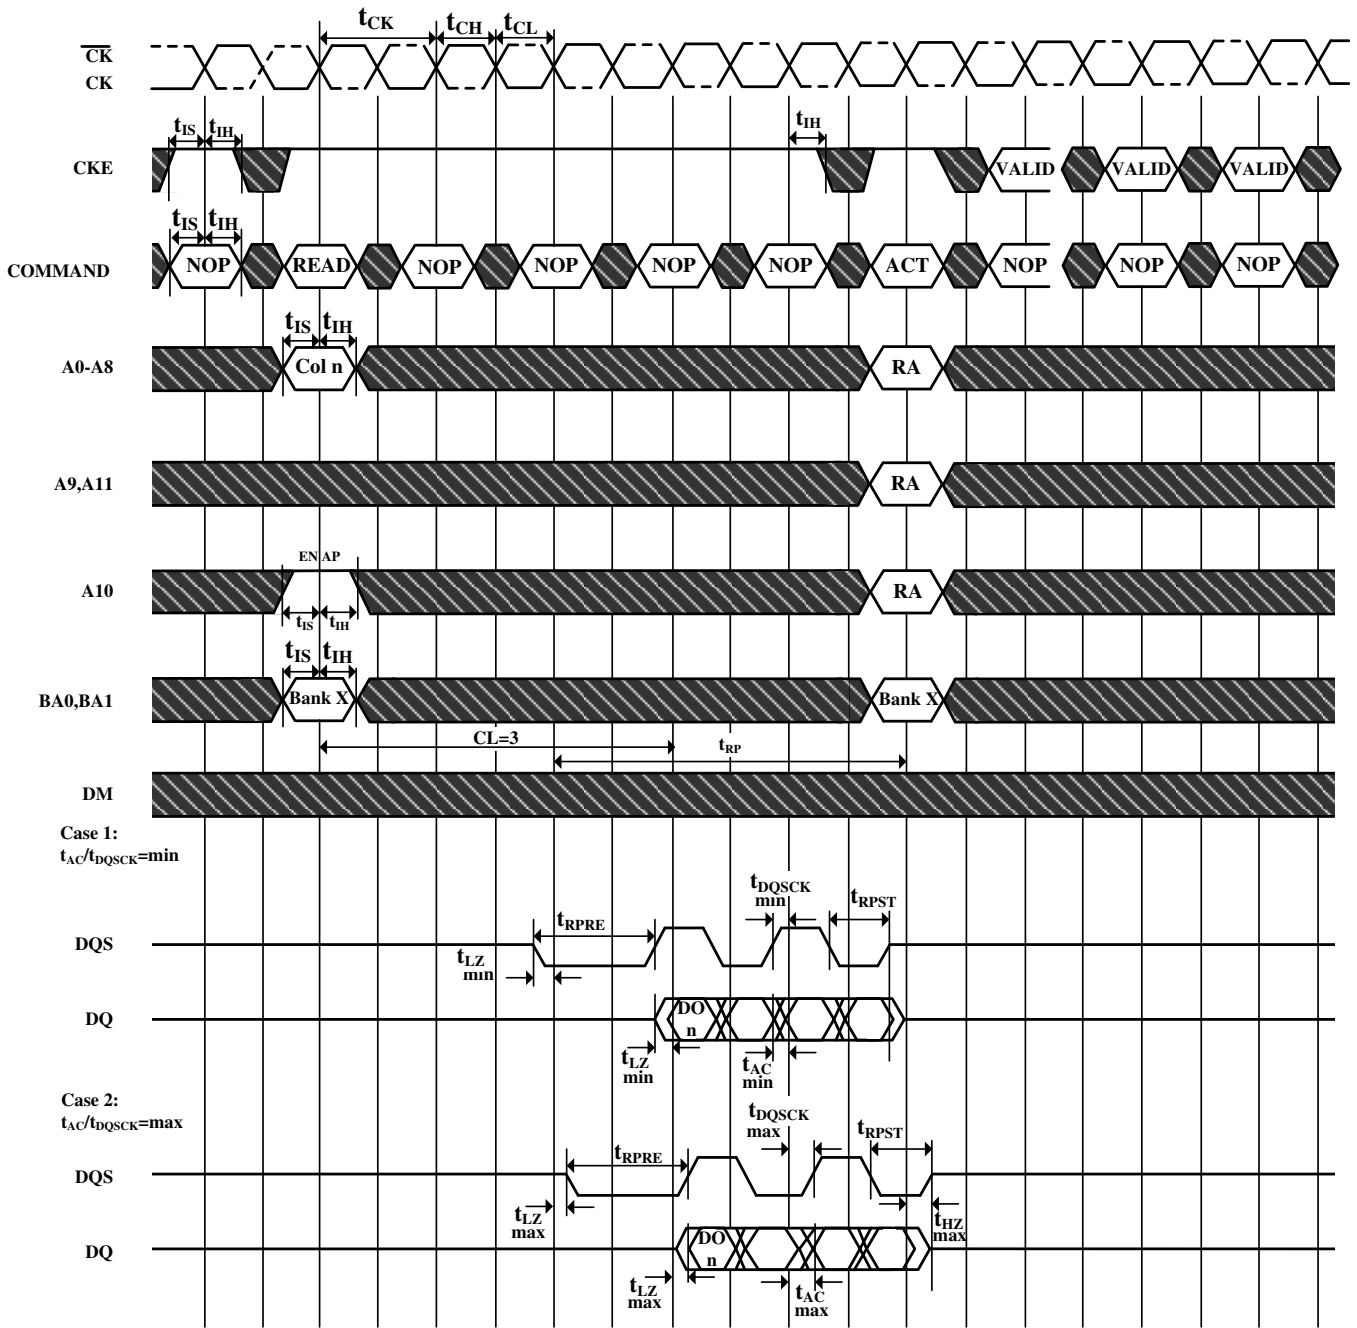 tCK tCH tCL
CK
CK
tIS tIH tIH
CKE VALID VALID VALID
tIS tIH
COMMAND NOP READ NOP NOP NOP NOP ACT NOP NOP NOP
tIS tIH
A0-A8 Col n RA
A9,A11 RA
EN AP
A10 RA
tIS tIH
tIS tIH
BA0,BA1 Bank X Bank X
CL=3 tRP
DM
Case 1:
tAC/tDQSCK=min
tDQSCK
min
tRPST
tRPRE
DQS
tLZ
min
DQ DO
n
tLZ
min
tAC
min
Case 2:
tAC/tDQSCK=max
tDQSCK
max
tRPST
tRPRE
DQS
tLZ
max
tHZ
max
DQ DO
n
tLZ
max
tAC
max